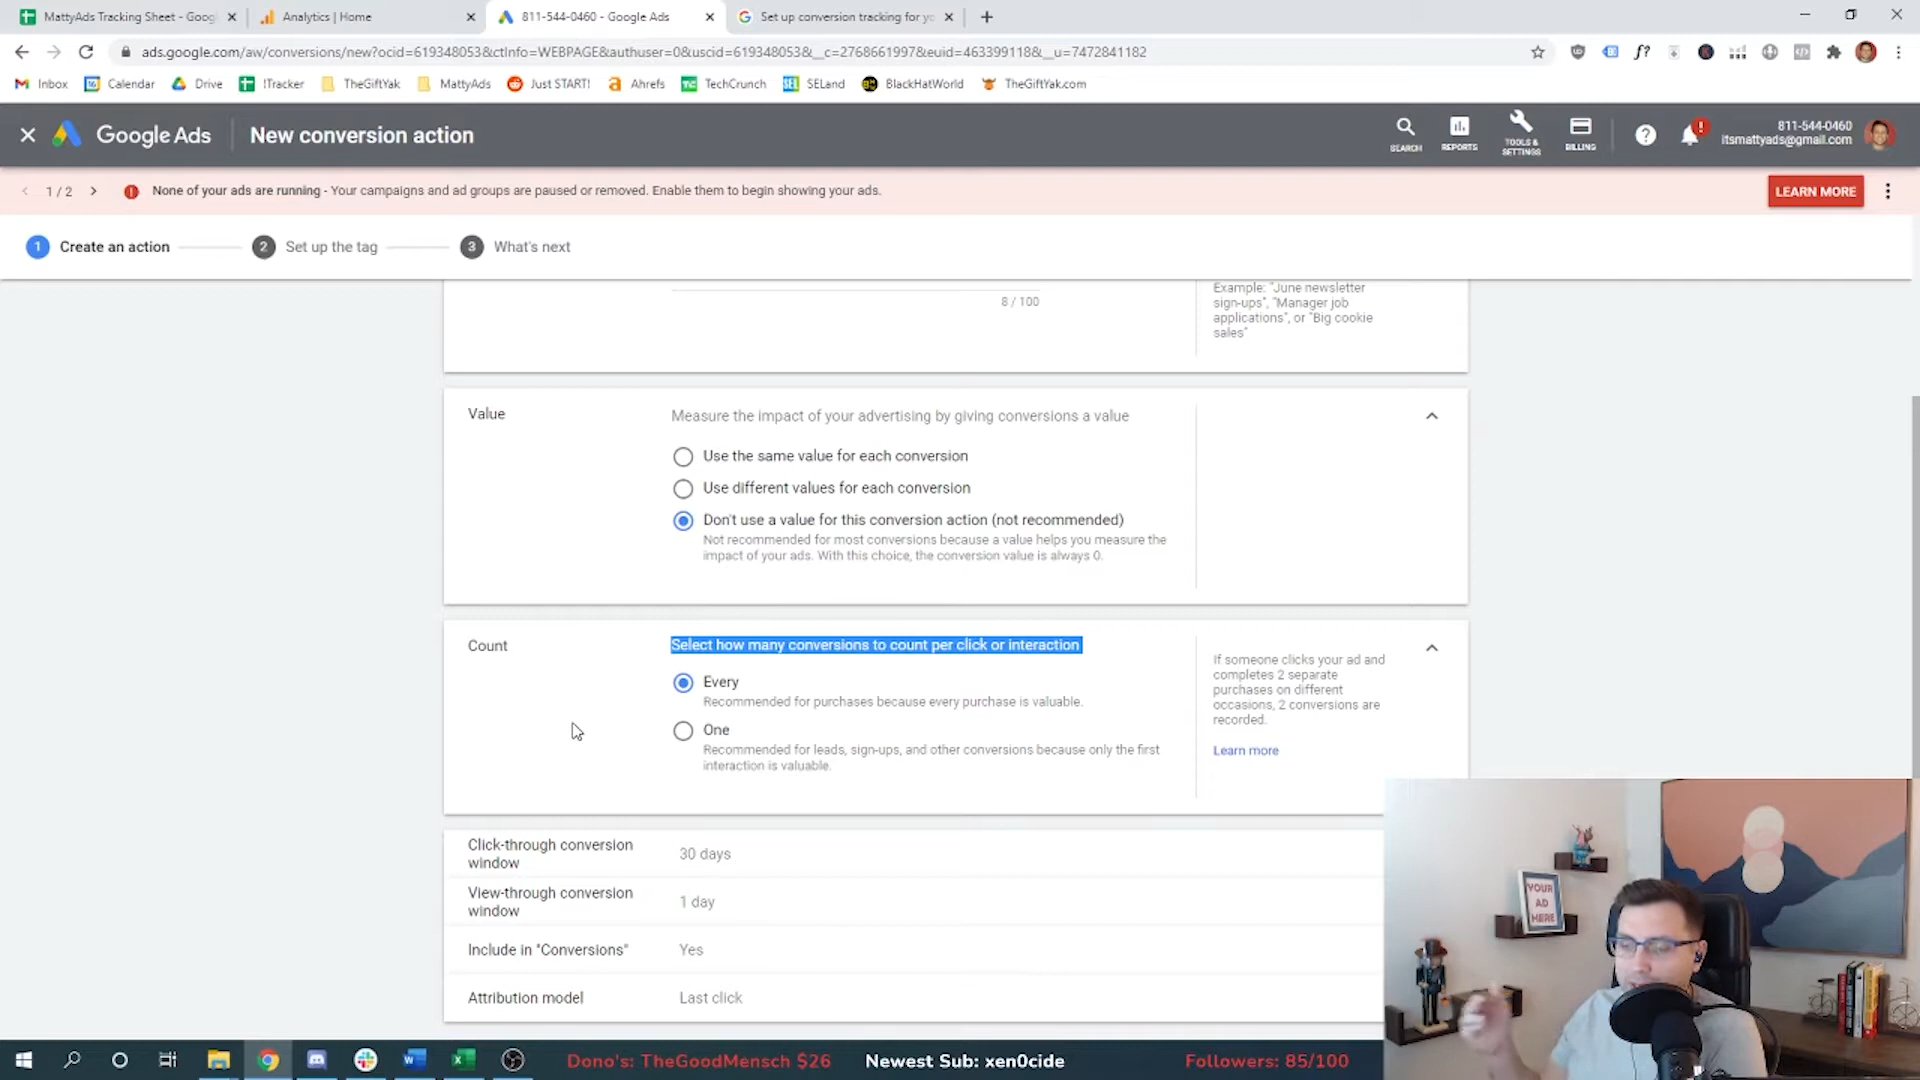 MattyAds Tracking Sheet - Goog
Analytics | Home
811-544-0460 - Google Ads
Set up conversion tracking for yo
ads.google.com/aw/conversions/new?ocid=619348053&ctInfo=WEBPAGE&authuser=0&uscid=619348053&__c=2768661997&euid=463399118&__u=7472841182
Inbox
Calendar
Drive
!Tracker
TheGiftYak
MattyAds
Just START!
Ahrefs
TechCrunch
SELand
BlackHatWorld
TheGiftYak.com
Google Ads
New conversion action
SEARCH
REPORTS
TOOLS &
SETTINGS
BILLING
811-544-0460
itsmattyads@gmail.com
1 / 2
None of your ads are running - Your campaigns and ad groups are paused or removed. Enable them to begin showing your ads.
LEARN MORE
1 Create an action
2 Set up the tag
3 What's next
8 / 100
Example: "June newsletter
sign-ups", "Manager job
applications", or "Big cookie
sales"
Value
Measure the impact of your advertising by giving conversions a value
Use the same value for each conversion
Use different values for each conversion
Don't use a value for this conversion action (not recommended)
Not recommended for most conversions because a value helps you measure the
impact of your ads. With this choice, the conversion value is always 0.
Count
Select how many conversions to count per click or interaction
Every
Recommended for purchases because every purchase is valuable.
One
Recommended for leads, sign-ups, and other conversions because only the first
interaction is valuable.
If someone clicks your ad and
completes 2 separate
purchases on different
occasions, 2 conversions are
recorded.
Learn more
Click-through conversion
window
30 days
View-through conversion
window
1 day
Include in "Conversions"
Yes
Attribution model
Last click
YOUR
AD
HERE
Dono's: TheGoodMensch $26
Newest Sub: xen0cide
Followers: 85/100